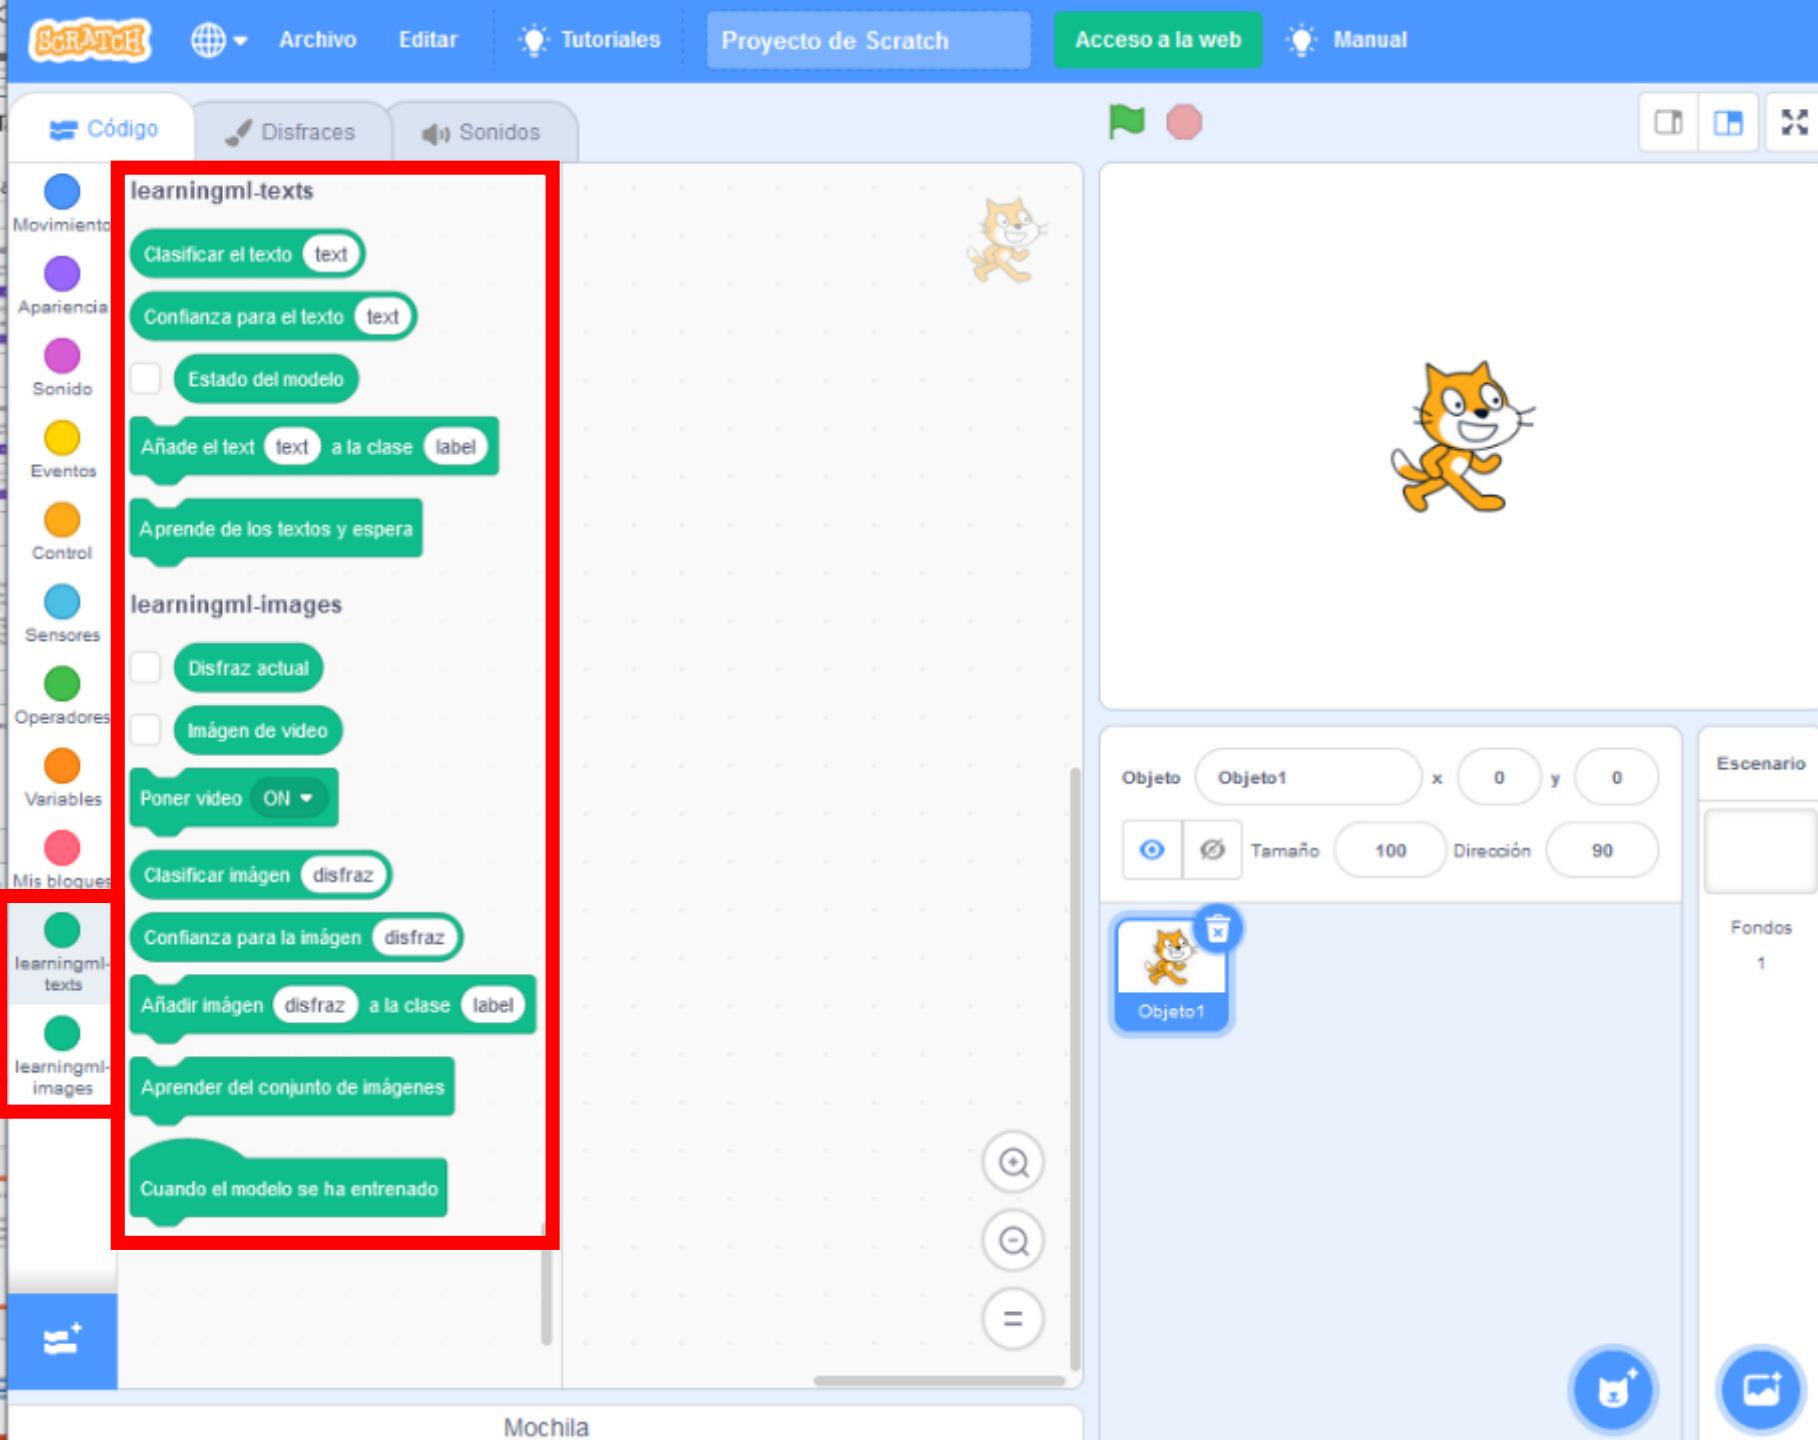 SCRATCH Archivo Editar Tutoriales Proyecto de Scratch Acceso a la web Manual
Código Disfraces Sonidos
Movimiento
Apariencia
Sonido
Eventos
Control
Sensores
Operadores
Variables
Mis bloques
learningml-
texts
learningml-
images
learningml-texts
Clasificar el texto text
Confianza para el texto text
Estado del modelo
Añade el text text a la clase label
Aprende de los textos y espera
learningml-images
Disfraz actual
Imágen de video
Poner video ON
Clasificar imágen disfraz
Confianza para la imágen disfraz
Añadir imágen disfraz a la clase label
Aprender del conjunto de imágenes
Cuando el modelo se ha entrenado
Mochila
Objeto Objeto1 x 0 y 0
Tamaño 100 Dirección 90
Objeto1
Escenario
Fondos
1